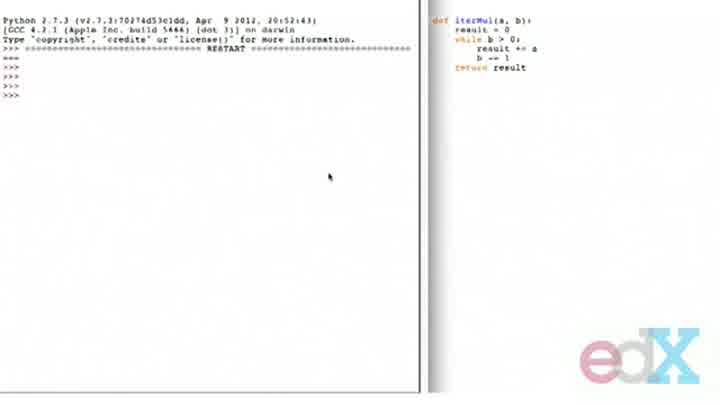 Python 2.7.3 (v2.7.3:70274d53c1dd, Apr  9 2012, 20:52:43)
[GCC 4.2.1 (Apple Inc. build 5666) (dot 3)] on darwin
Type "copyright", "credits" or "license()" for more information.
>>> ================================ RESTART ================================
>>>
>>>
>>>
>>>
>>>
def iterMul(a, b):
result = 0
while b > 0:
result += a
b -= 1
return result
edX